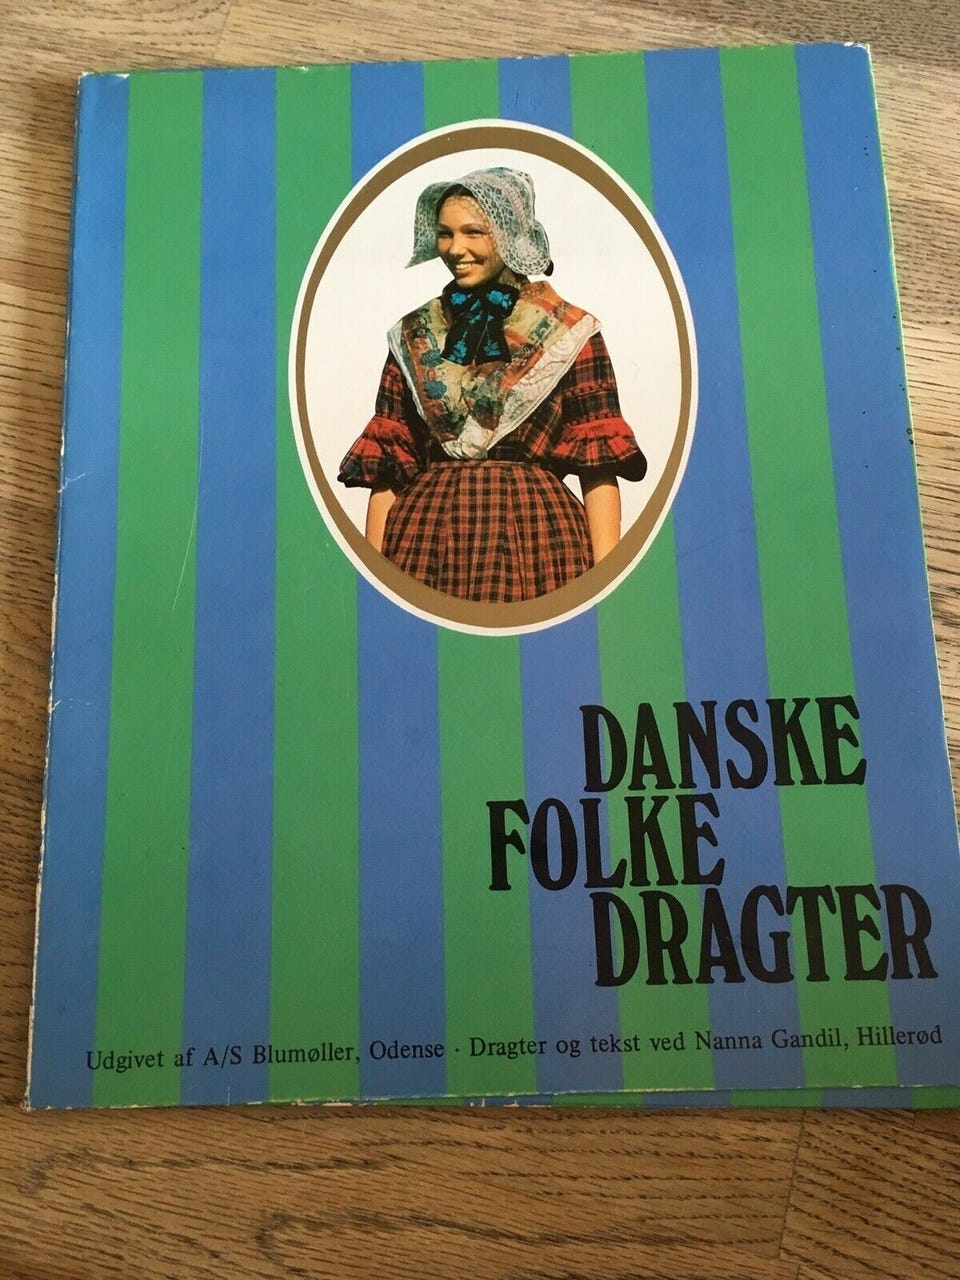 DANSKE
FOLKE
DRAGTER
Udgivet af A/S Blumøller, Odense · Dragter og tekst ved Nanna Gandil, Hillerød